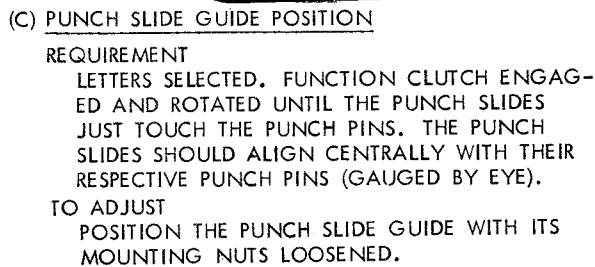 (C) PUNCH SLIDE GUIDE POSITION
REQUIREMENT
LETTERS SELECTED. FUNCTION CLUTCH ENGAG-
ED AND ROTATED UNTIL THE PUNCH SLIDES
JUST TOUCH THE PUNCH PINS. THE PUNCH
SLIDES SHOULD ALIGN CENTRALLY WITH THEIR
RESPECTIVE PUNCH PINS (GAUGED BY EYE).
TO ADJUST
POSITION THE PUNCH SLIDE GUIDE WITH ITS
MOUNTING NUTS LOOSENED.